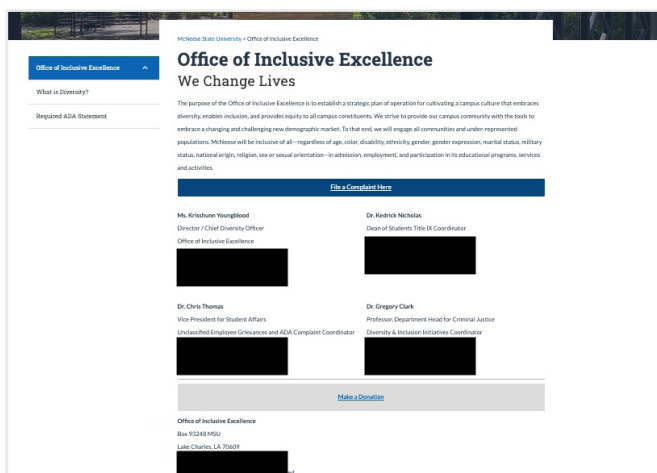 McNeese State University > Office of Inclusive Excellence
Office of Inclusive Excellence
We Change Lives
Office of Inclusive Excellence
What is Diversity?
Required ADA Statement
The purpose of the Office of Inclusive Excellence is to establish a strategic plan of operation for cultivating a campus culture that embraces
diversity, enables inclusion, and provides equity to all campus constituents. We strive to provide our campus community with the tools to
embrace a changing and challenging new demographic market. To that end, we will engage all communities and under-represented
populations. McNeese will be inclusive of all—regardless of age, color, disability, ethnicity, gender, gender expression, marital status, military
status, national origin, religion, sex or sexual orientation—in admission, employment, and participation in its educational programs, services
and activities.
File a Complaint Here
Ms. Krisshunn Youngblood
Director / Chief Diversity Officer
Office of Inclusive Excellence
Dr. Kedrick Nicholas
Dean of Students Title IX Coordinator
Dr. Chris Thomas
Vice President for Student Affairs
Unclassified Employee Grievances and ADA Complaint Coordinator
Dr. Gregory Clark
Professor, Department Head for Criminal Justice
Diversity & Inclusion Initiatives Coordinator
Make a Donation
Office of Inclusive Excellence
Box 93248 MSU
Lake Charles, LA 70609